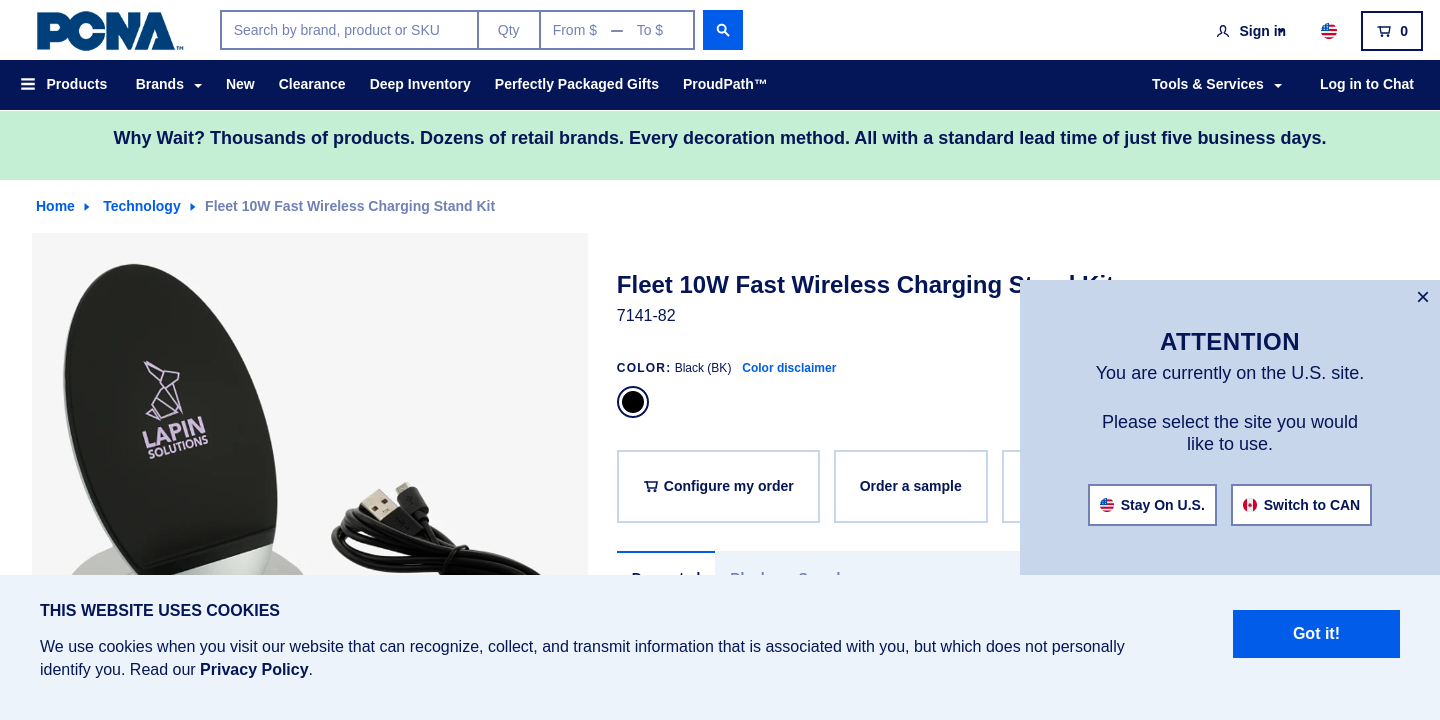 PCNA™
Search by brand, product or SKU
Qty
From $ — To $
Sign in
0
Products
Brands
New
Clearance
Deep Inventory
Perfectly Packaged Gifts
ProudPath™
Tools & Services
Log in to Chat
Why Wait? Thousands of products. Dozens of retail brands. Every decoration method. All with a standard lead time of just five business days.
Home
Technology
Fleet 10W Fast Wireless Charging Stand Kit
LAPIN
SOLUTIONS
Fleet 10W Fast Wireless Charging Stand Kit
7141-82
COLOR: Black (BK) Color disclaimer
Configure my order
Order a sample
ATTENTION
You are currently on the U.S. site.
Please select the site you would
like to use.
Stay On U.S.
Switch to CAN
THIS WEBSITE USES COOKIES
We use cookies when you visit our website that can recognize, collect, and transmit information that is associated with you, but which does not personally
identify you. Read our Privacy Policy.
Got it!